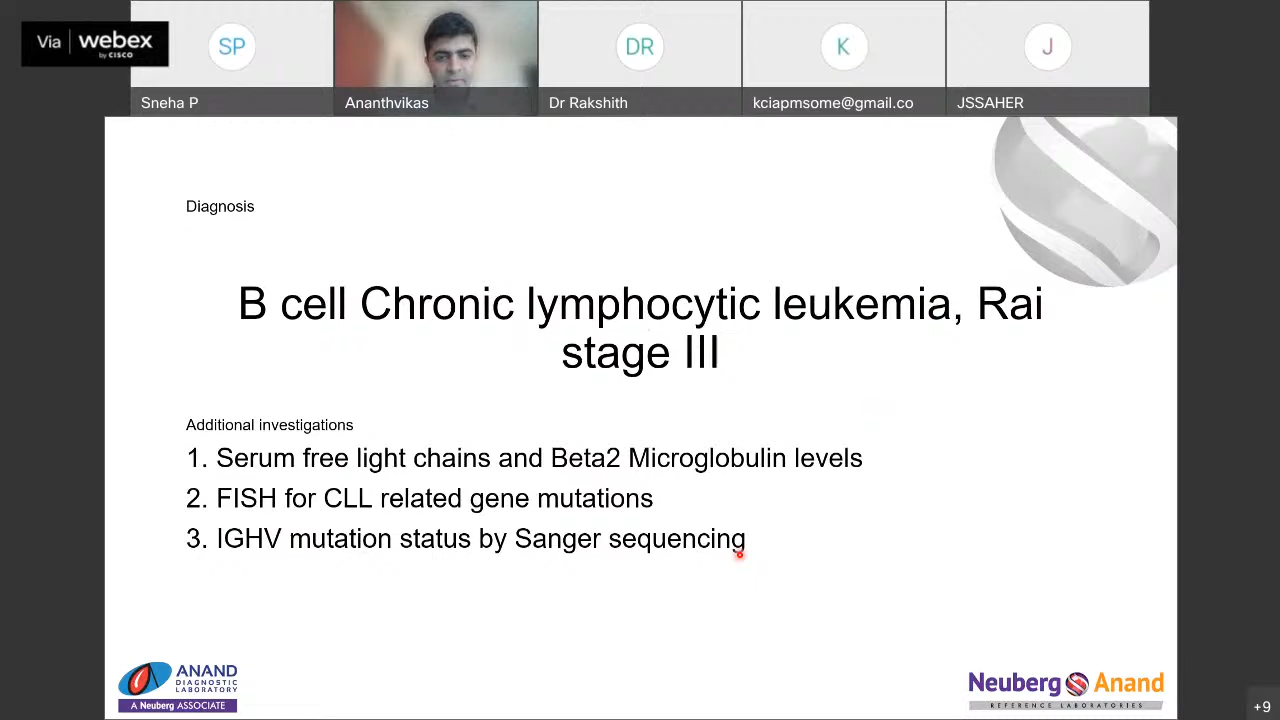 Via webex
by CISCO
SP
DR
K
J
Sneha P
Ananthvikas
Dr Rakshith
kciapmsome@gmail.co
JSSAHER
Diagnosis
B cell Chronic lymphocytic leukemia, Rai
stage III
Additional investigations
1. Serum free light chains and Beta2 Microglobulin levels
2. FISH for CLL related gene mutations
3. IGHV mutation status by Sanger sequencing
ANAND
DIAGNOSTIC
LABORATORY
A Neuberg ASSOCIATE
Neuberg Anand
REFERENCE LABORATORIES
+9